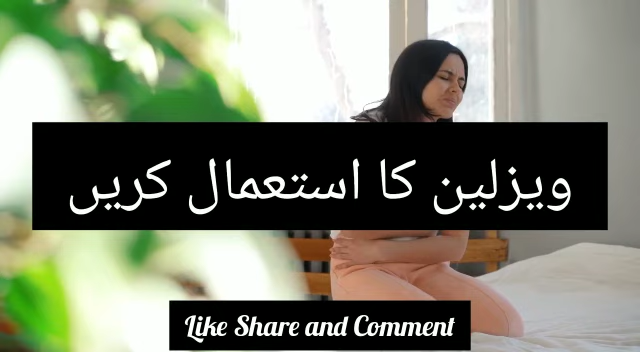 ویزلین کا استعمال کریں
Like Share and Comment